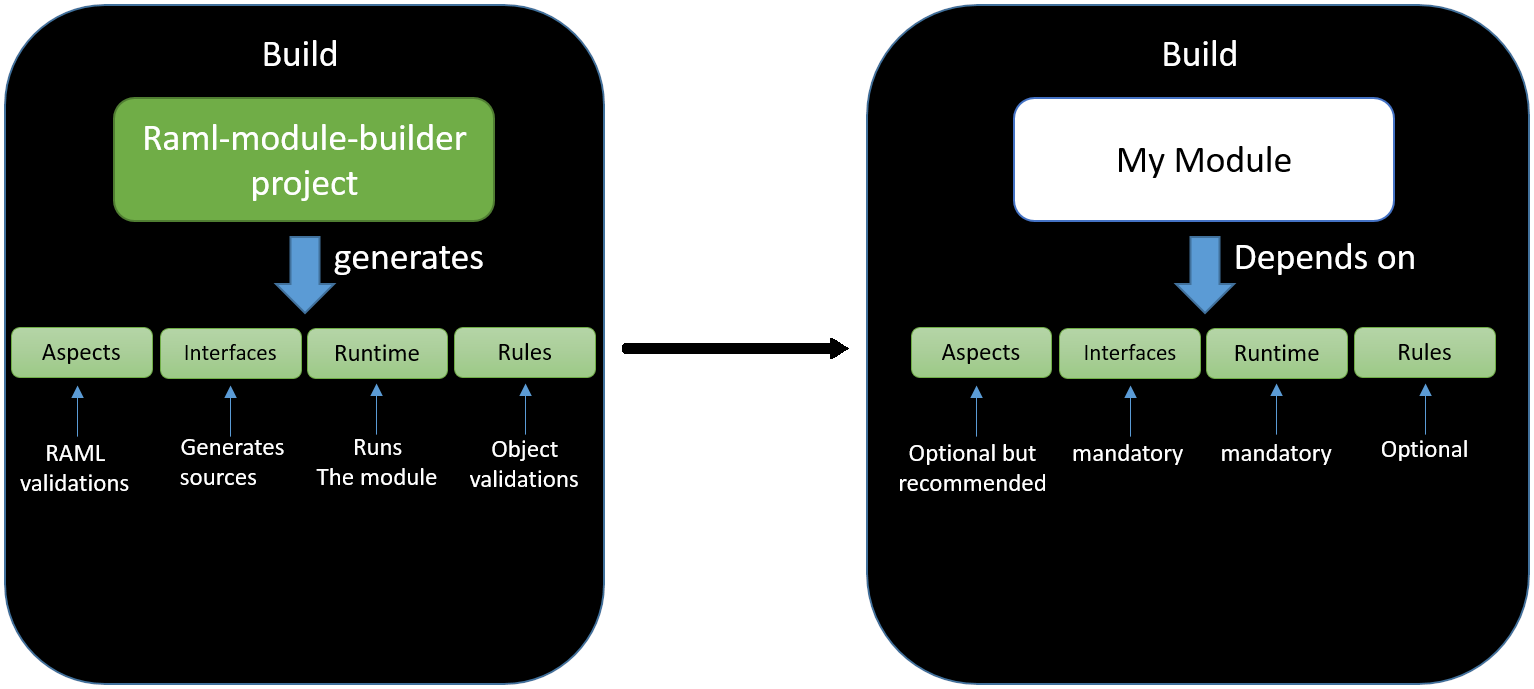 Build
Raml-module-builder
project
generates
Aspects
Interfaces
Runtime
Rules
RAML
validations
Generates
sources
Runs
The module
Object
validations
Build
My Module
Depends on
Aspects
Interfaces
Runtime
Rules
Optional but
recommended
mandatory
mandatory
Optional